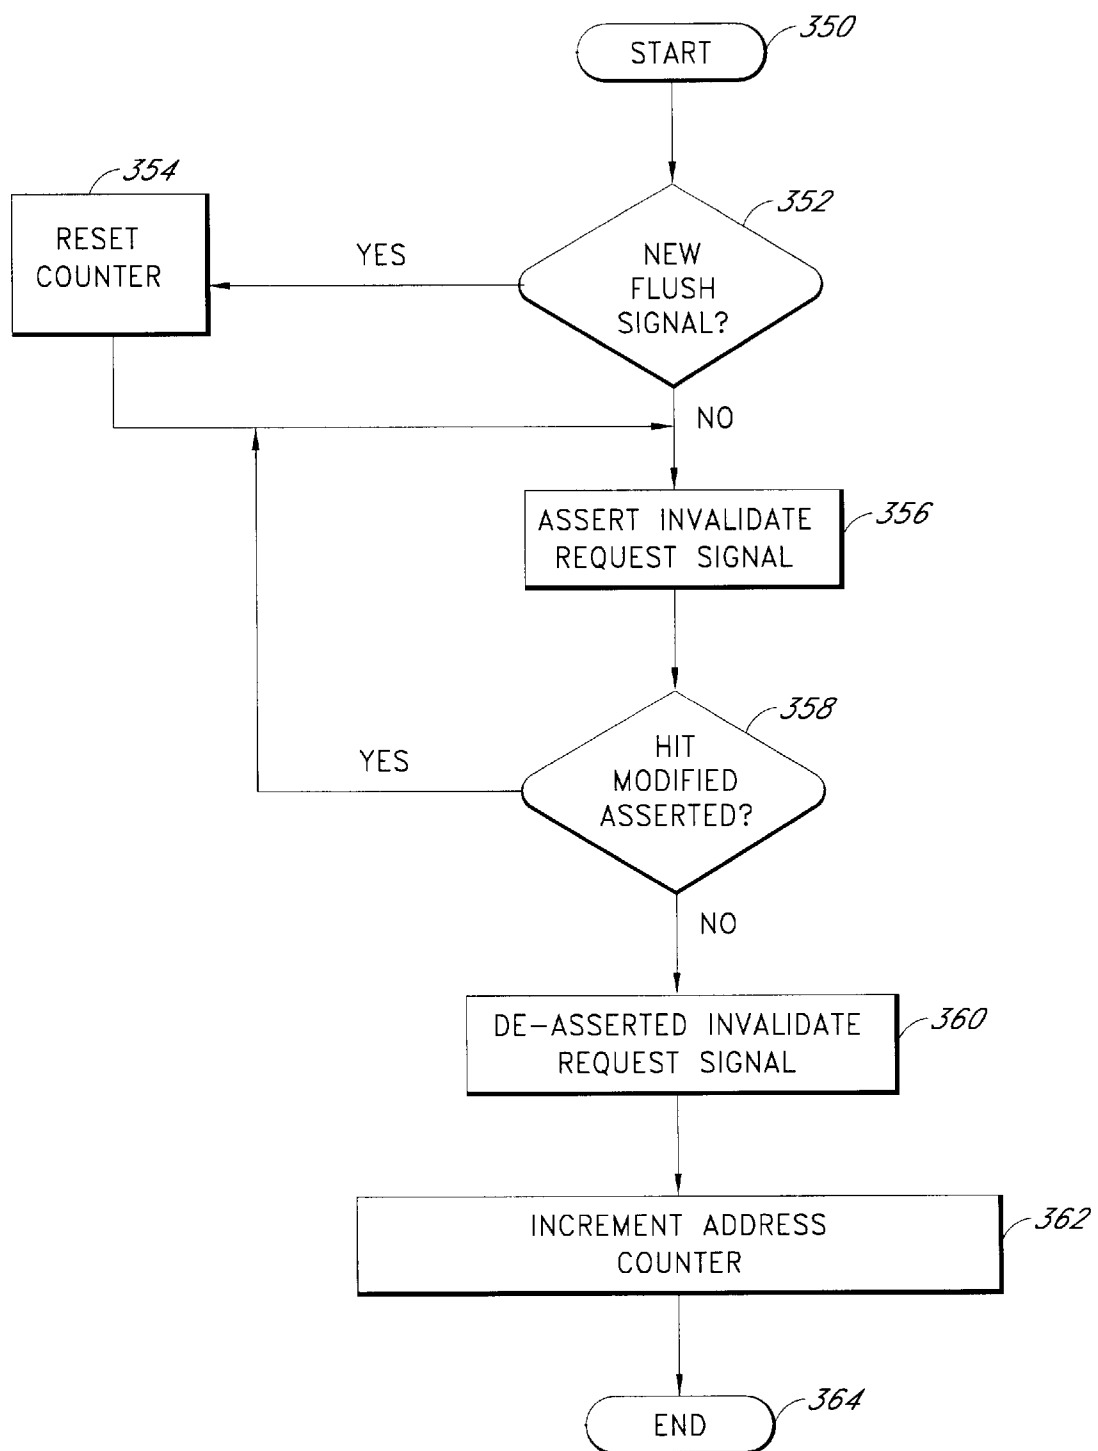 START
350
354
352
RESET
COUNTER
YES
NEW
FLUSH
SIGNAL?
NO
ASSERT INVALIDATE
REQUEST SIGNAL
356
358
YES
HIT
MODIFIED
ASSERTED?
NO
DE-ASSERTED INVALIDATE
REQUEST SIGNAL
360
INCREMENT ADDRESS
COUNTER
362
END
364